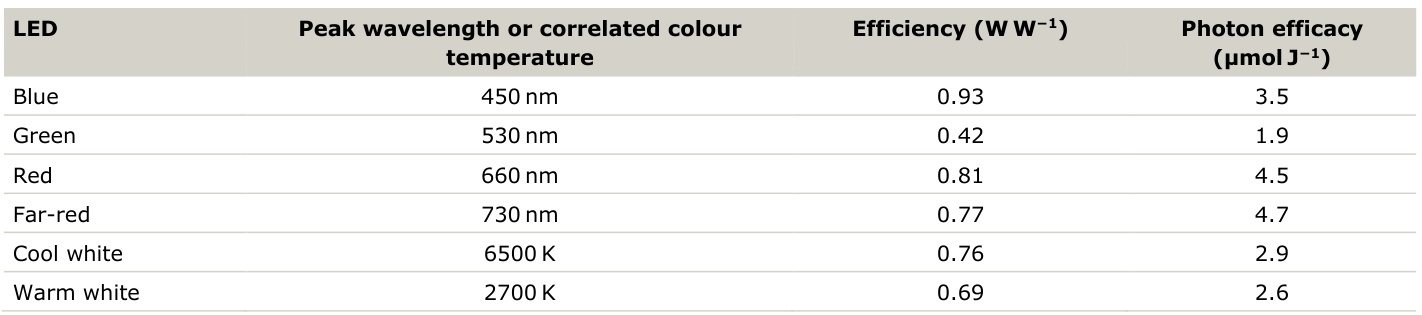 LED Peak wavelength or correlated colour temperature Efficiency (W W⁻¹) Photon efficacy (µmol J⁻¹)
Blue 450 nm 0.93 3.5
Green 530 nm 0.42 1.9
Red 660 nm 0.81 4.5
Far-red 730 nm 0.77 4.7
Cool white 6500 K 0.76 2.9
Warm white 2700 K 0.69 2.6